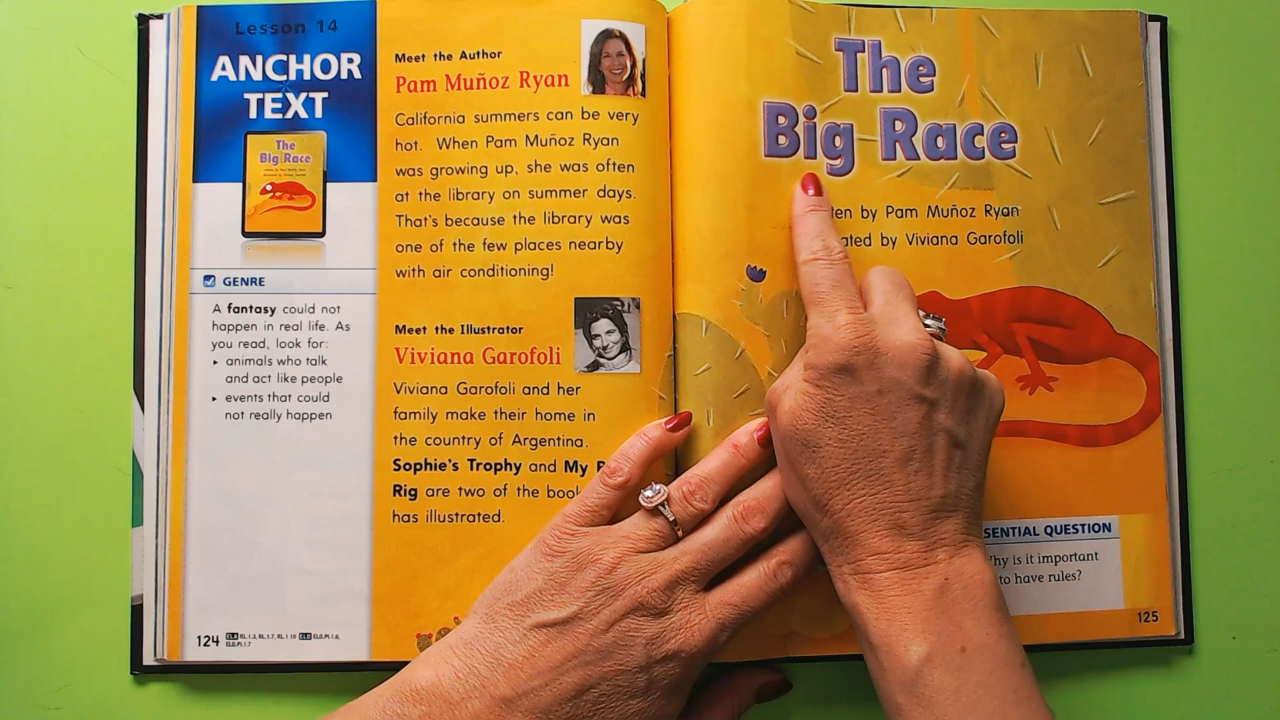 Lesson 14
ANCHOR
TEXT
The
Big Race
GENRE
A fantasy could not
happen in real life. As
you read, look for:
▸ animals who talk
and act like people
▸ events that could
not really happen
124
Meet the Author
Pam Muñoz Ryan
California summers can be very
hot. When Pam Muñoz Ryan
was growing up, she was often
at the library on summer days.
That's because the library was
one of the few places nearby
with air conditioning!
Meet the Illustrator
Viviana Garofoli
Viviana Garofoli and her
family make their home in
the country of Argentina.
Sophie's Trophy and My
Rig are two of the
has illustrated.
The
Big Race
by Pam Muñoz Ryan
by Viviana Garofoli
QUESTION
is it important
to have rules?
125